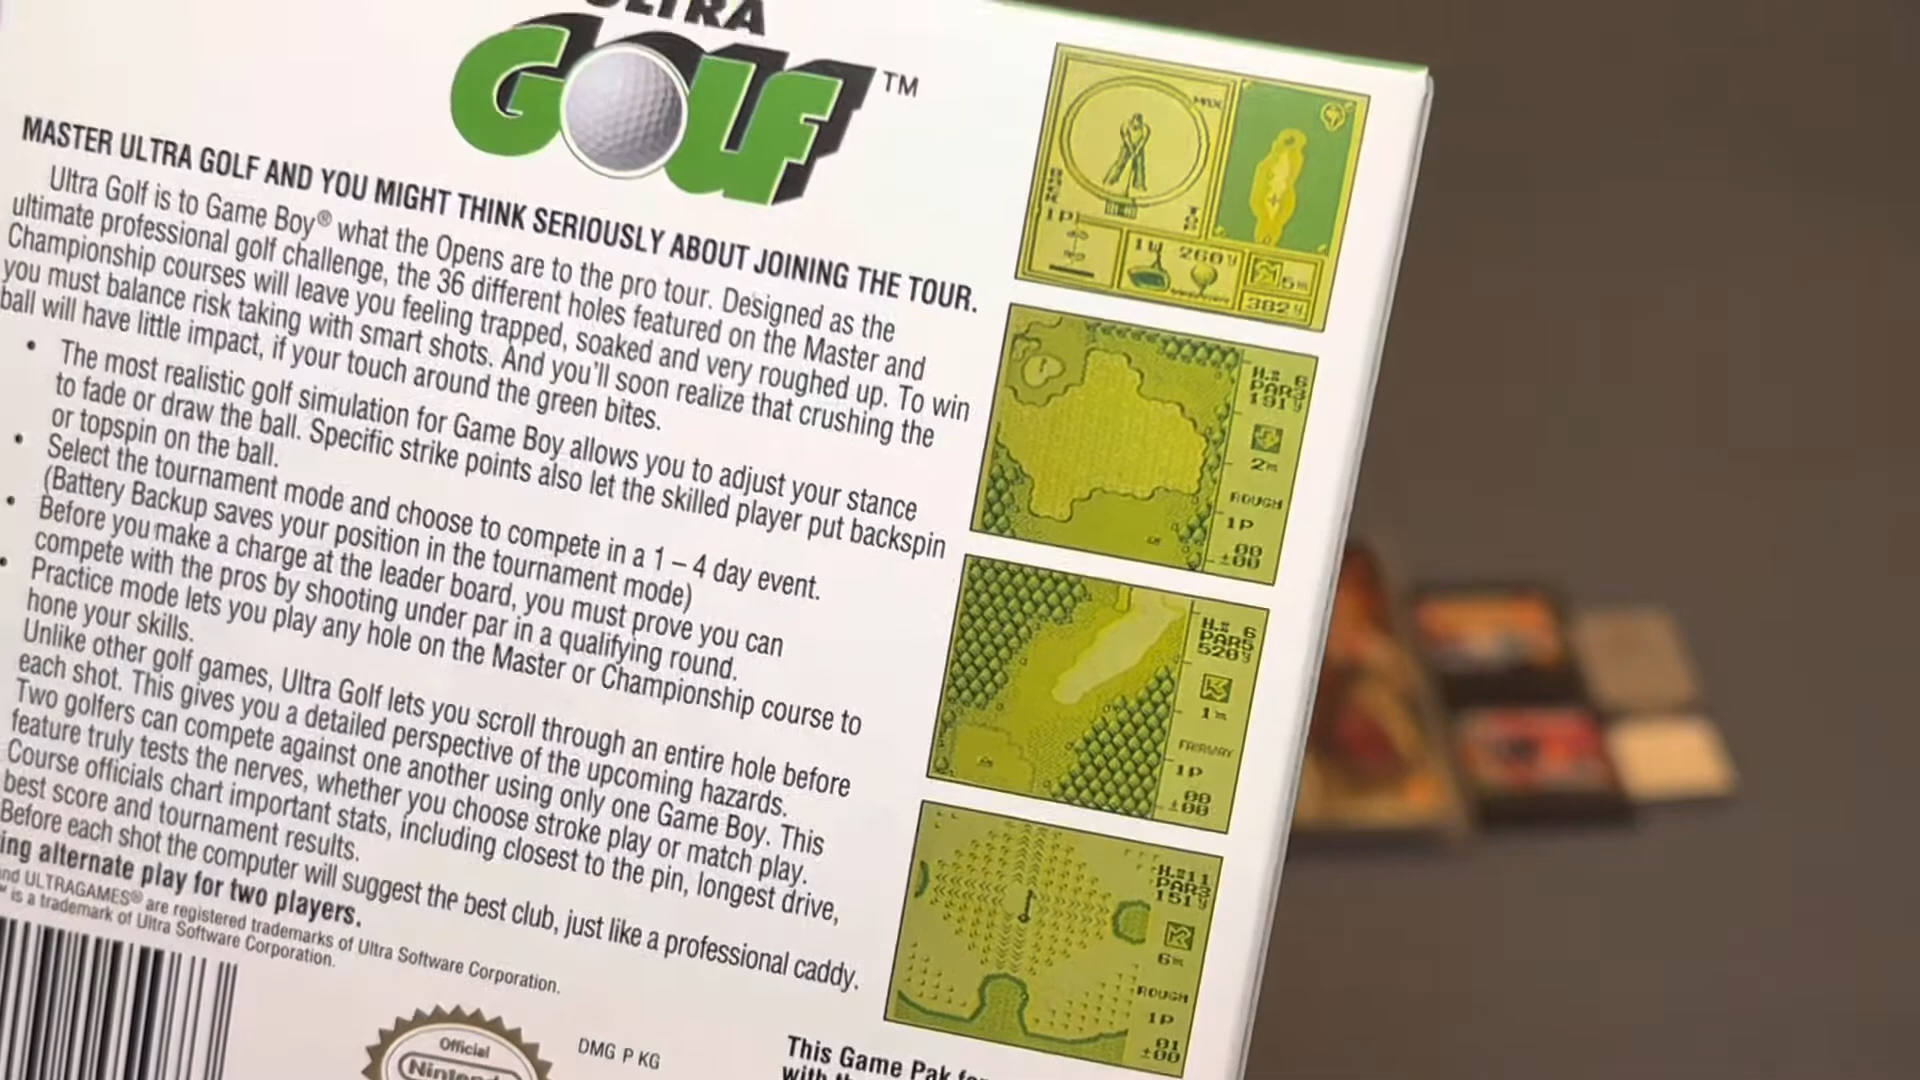 ULTRA
GOLF™
MASTER ULTRA GOLF AND YOU MIGHT THINK SERIOUSLY ABOUT JOINING THE TOUR.
Ultra Golf is to Game Boy® what the Opens are to the pro tour. Designed as the
ultimate professional golf challenge, the 36 different holes featured on the Master and
Championship courses will leave you feeling trapped, soaked and very roughed up. To win
you must balance risk taking with smart shots. And you'll soon realize that crushing the
ball will have little impact, if your touch around the green bites.
• The most realistic golf simulation for Game Boy allows you to adjust your stance
to fade or draw the ball. Specific strike points also let the skilled player put backspin
or topspin on the ball.
• Select the tournament mode and choose to compete in a 1 – 4 day event.
(Battery Backup saves your position in the tournament mode)
• Before you make a charge at the leader board, you must prove you can
compete with the pros by shooting under par in a qualifying round.
• Practice mode lets you play any hole on the Master or Championship course to
hone your skills.
Unlike other golf games, Ultra Golf lets you scroll through an entire hole before
each shot. This gives you a detailed perspective of the upcoming hazards.
Two golfers can compete against one another using only one Game Boy. This
feature truly tests the nerves, whether you choose stroke play or match play.
Course officials chart important stats, including closest to the pin, longest drive,
best score and tournament results.
Before each shot the computer will suggest the best club, just like a professional caddy.
ing alternate play for two players.
nd ULTRAGAMES® are registered trademarks of Ultra Software Corporation.
™ is a trademark of Ultra Software Corporation.
Official
DMG P KG
This Game Pak
MAX
1P
1W 260y
5m
382y
H.# 6
PAR3
191y
2m
ROUGH
1P
00
±00
H.# 6
PAR5
520y
1m
FAIRWAY
1P
00
±00
H.#11
PAR3
151y
6m
ROUGH
1P
01
±00